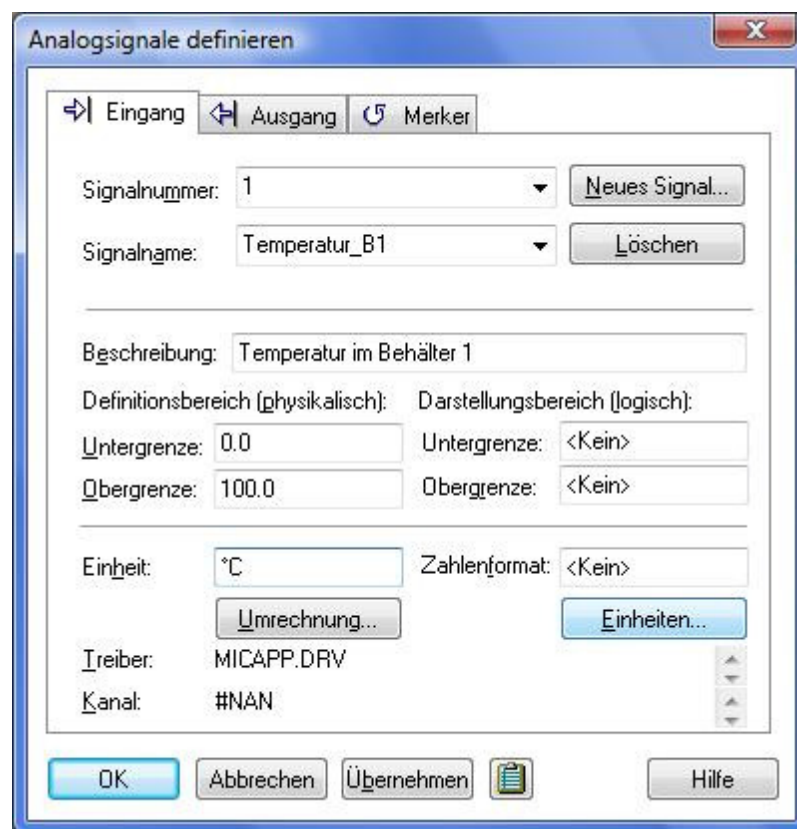 Analogsignale definieren
Eingang Ausgang Merker
Signalnummer: 1 Neues Signal...
Signalname: Temperatur_B1 Löschen
Beschreibung: Temperatur im Behälter 1
Definitionsbereich (physikalisch): Darstellungsbereich (logisch):
Untergrenze: 0.0 Untergrenze: <Kein>
Obergrenze: 100.0 Obergrenze: <Kein>
Einheit: °C Zahlenformat: <Kein>
Umrechnung... Einheiten...
Treiber: MICAPP.DRV
Kanal: #NAN
OK Abbrechen Übernehmen Hilfe